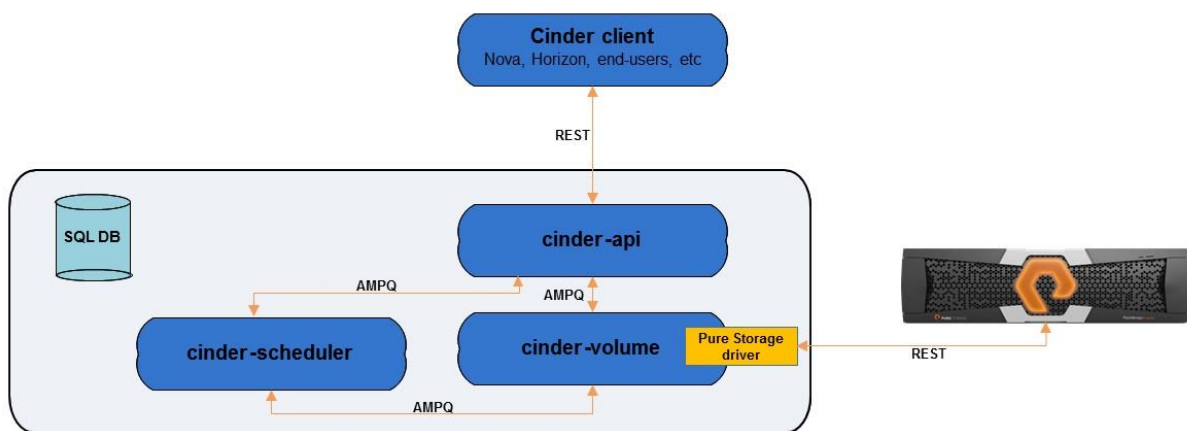 Cinder client
Nova, Horizon, end-users, etc
REST
SQL DB
cinder-api
AMPQ
AMPQ
cinder-scheduler
cinder-volume
Pure Storage
driver
REST
AMPQ